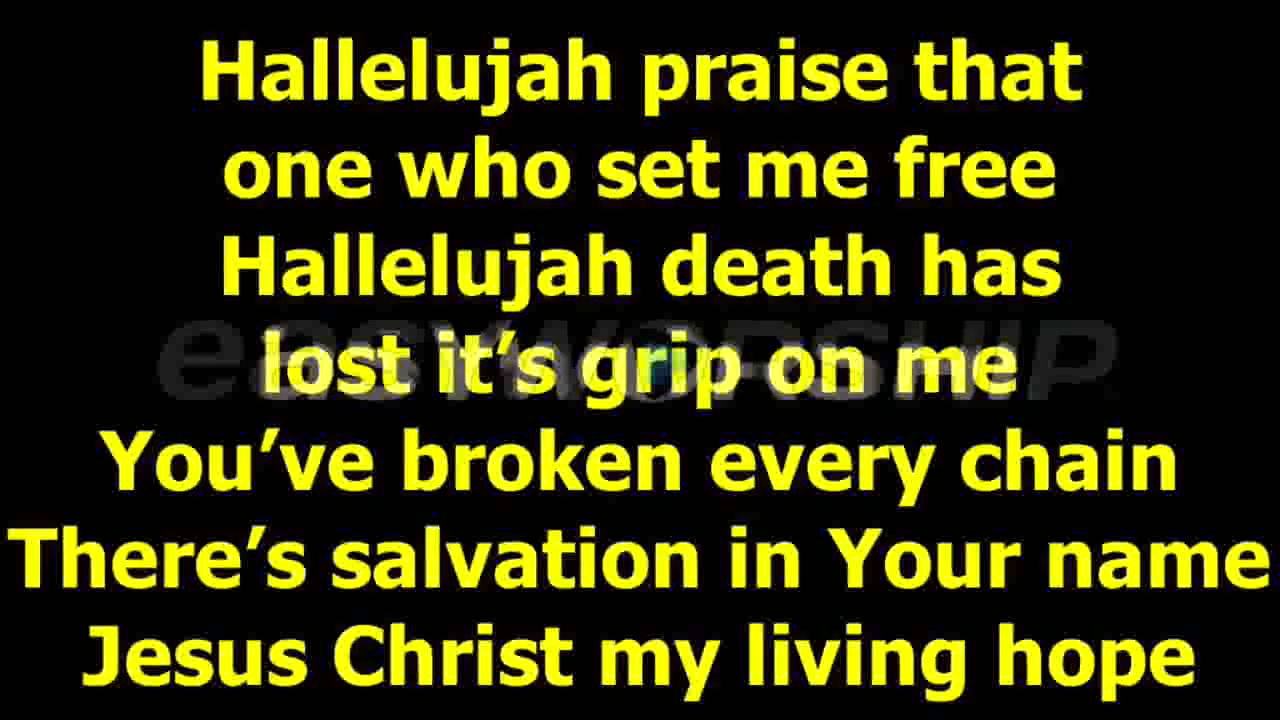 Hallelujah praise that
one who set me free
Hallelujah death has
lost it’s grip on me
easyworship
You’ve broken every chain
There’s salvation in Your name
Jesus Christ my living hope